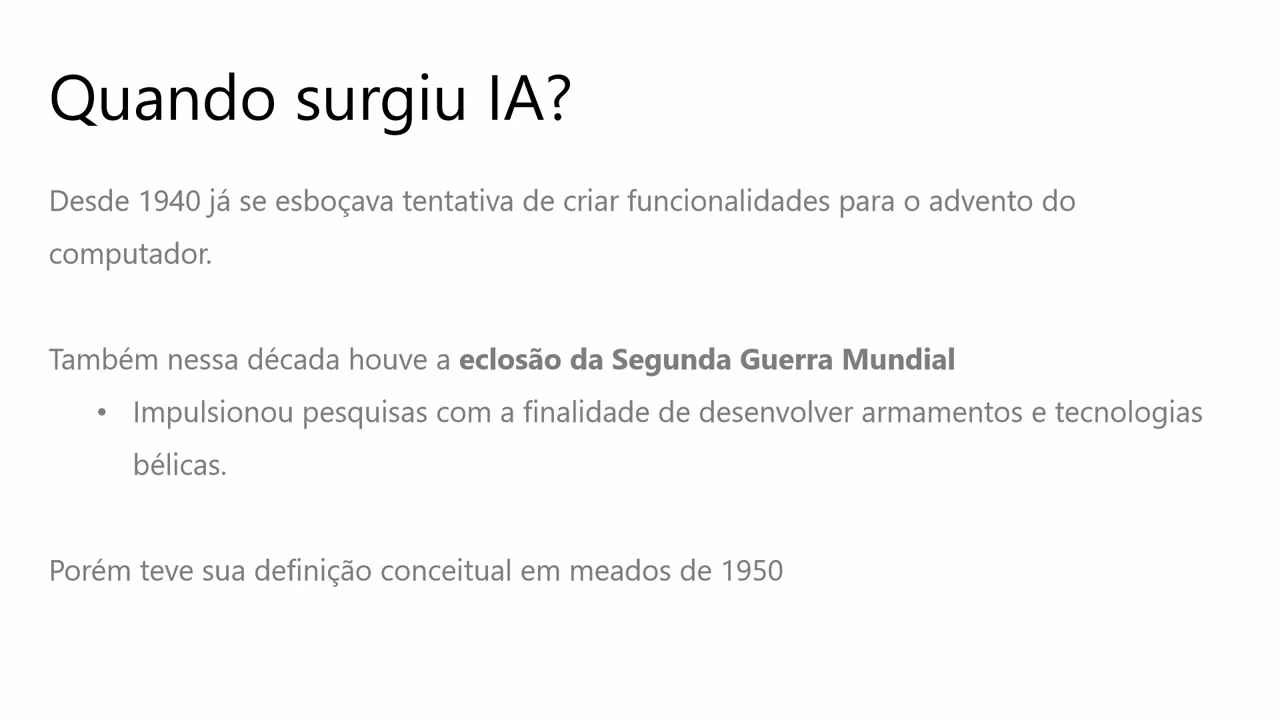 Quando surgiu IA?
Desde 1940 já se esboçava tentativa de criar funcionalidades para o advento do
computador.
Também nessa década houve a eclosão da Segunda Guerra Mundial
• Impulsionou pesquisas com a finalidade de desenvolver armamentos e tecnologias
bélicas.
Porém teve sua definição conceitual em meados de 1950